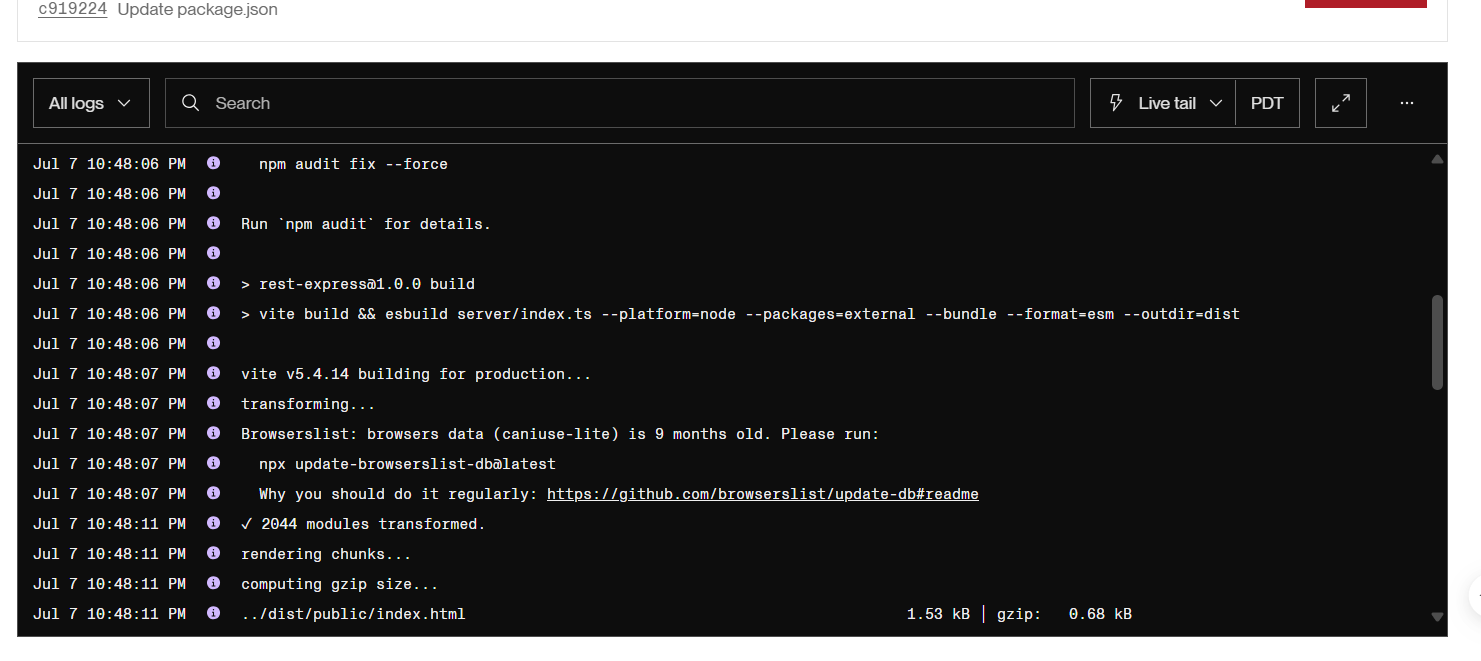 c919224 Update package.json
All logs Search Live tail PDT ...
Jul 7 10:48:06 PM npm audit fix --force
Jul 7 10:48:06 PM
Jul 7 10:48:06 PM Run `npm audit` for details.
Jul 7 10:48:06 PM
Jul 7 10:48:06 PM > rest-express@1.0.0 build
Jul 7 10:48:06 PM > vite build && esbuild server/index.ts --platform=node --packages=external --bundle --format=esm --outdir=dist
Jul 7 10:48:06 PM
Jul 7 10:48:07 PM vite v5.4.14 building for production...
Jul 7 10:48:07 PM transforming...
Jul 7 10:48:07 PM Browserslist: browsers data (caniuse-lite) is 9 months old. Please run:
Jul 7 10:48:07 PM npx update-browserslist-db@latest
Jul 7 10:48:07 PM Why you should do it regularly: https://github.com/browserslist/update-db#readme
Jul 7 10:48:11 PM ✓ 2044 modules transformed.
Jul 7 10:48:11 PM rendering chunks...
Jul 7 10:48:11 PM computing gzip size...
Jul 7 10:48:11 PM ../dist/public/index.html 1.53 kB │ gzip: 0.68 kB